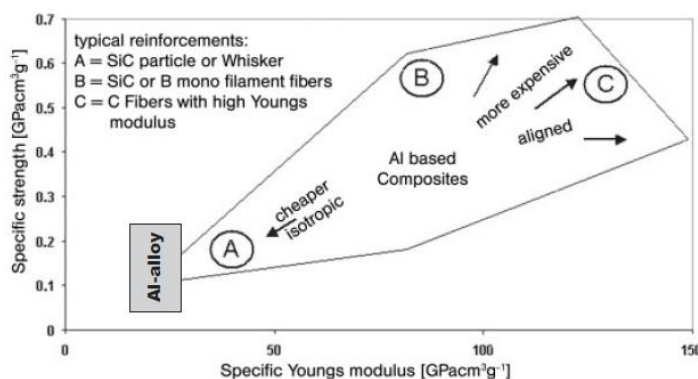 0.7
0.6
0.5
0.4
0.3
0.2
0.1
0
Specific strength [GPacm³g⁻¹]
typical reinforcements:
A = SiC particle or Whisker
B = SiC or B mono filament fibers
C = C Fibers with high Youngs
modulus
B
C
more expensive
aligned
Al based
Composites
cheaper
isotropic
A
Al-alloy
0
50
100
150
Specific Youngs modulus [GPacm³g⁻¹]